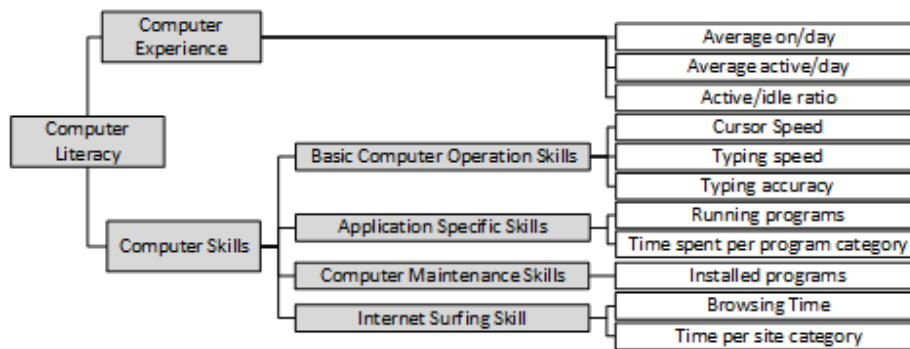 Computer
Experience
Average on/day
Average active/day
Active/idle ratio
Computer
Literacy
Basic Computer Operation Skills
Cursor Speed
Typing speed
Typing accuracy
Computer Skills
Application Specific Skills
Running programs
Time spent per program category
Computer Maintenance Skills
Installed programs
Internet Surfing Skill
Browsing Time
Time per site category